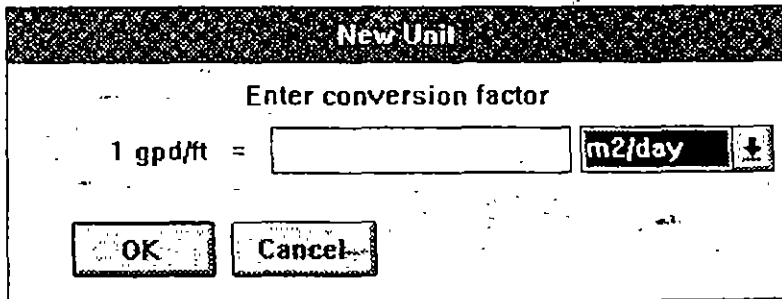 New Unit
Enter conversion factor
1 gpd/ft = m2/day
OK Cancel